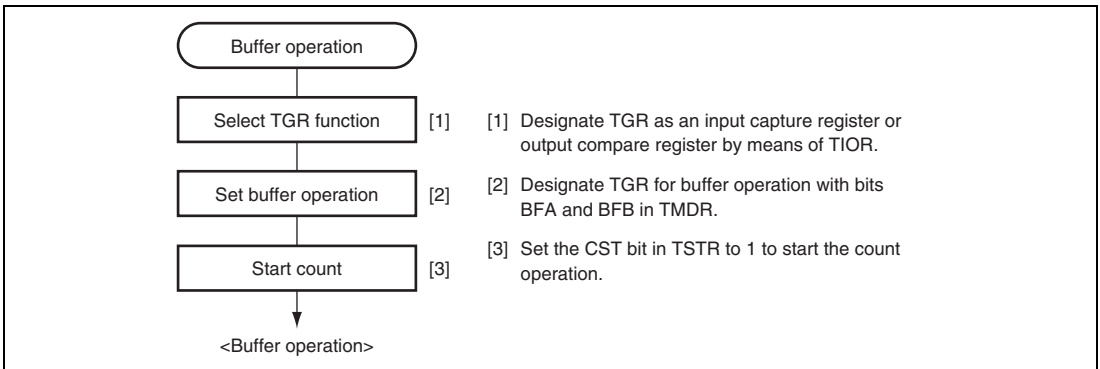 Buffer operation
Select TGR function [1]
Set buffer operation [2]
Start count [3]
<Buffer operation>
[1] Designate TGR as an input capture register or
output compare register by means of TIOR.
[2] Designate TGR for buffer operation with bits
BFA and BFB in TMDR.
[3] Set the CST bit in TSTR to 1 to start the count
operation.